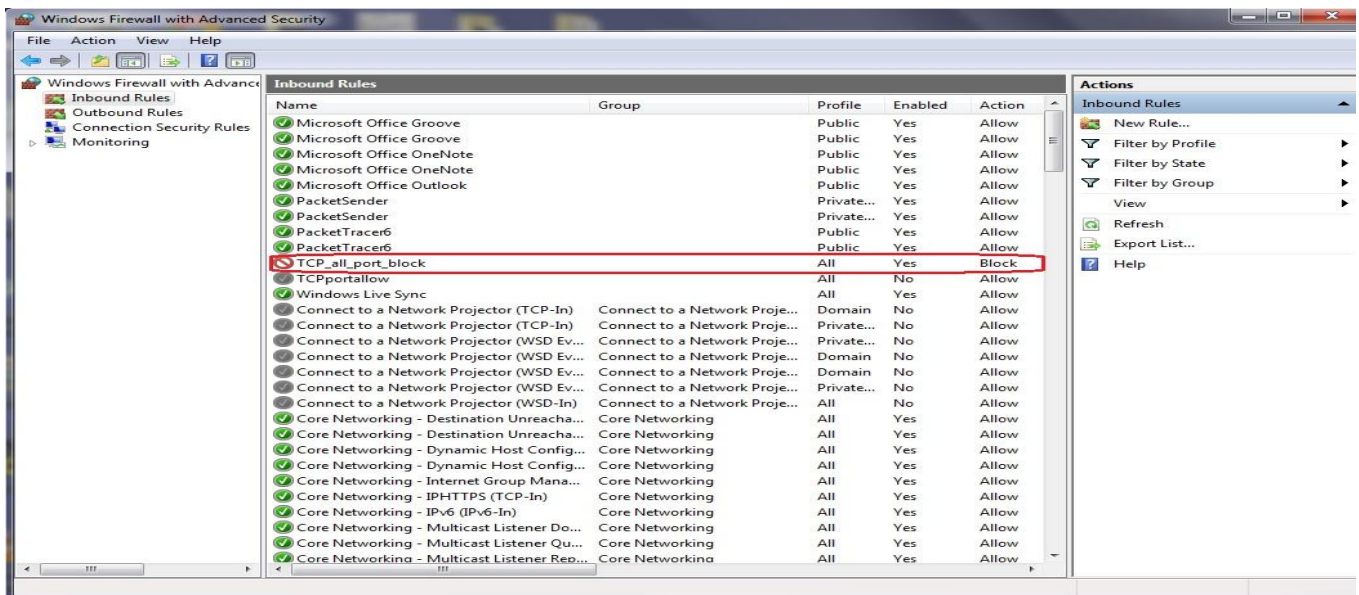 Windows Firewall with Advanced Security
File Action View Help
Windows Firewall with Advance
Inbound Rules
Outbound Rules
Connection Security Rules
Monitoring
Inbound Rules
Name Group Profile Enabled Action
Microsoft Office Groove Public Yes Allow
Microsoft Office Groove Public Yes Allow
Microsoft Office OneNote Public Yes Allow
Microsoft Office OneNote Public Yes Allow
Microsoft Office Outlook Public Yes Allow
PacketSender Private... Yes Allow
PacketSender Private... Yes Allow
PacketTracer6 Public Yes Allow
PacketTracer6 Public Yes Allow
TCP_all_port_block All Yes Block
TCPportallow All No Allow
Windows Live Sync All Yes Allow
Connect to a Network Projector (TCP-In) Connect to a Network Proje... Domain No Allow
Connect to a Network Projector (TCP-In) Connect to a Network Proje... Private... No Allow
Connect to a Network Projector (WSD Ev... Connect to a Network Proje... Private... No Allow
Connect to a Network Projector (WSD Ev... Connect to a Network Proje... Domain No Allow
Connect to a Network Projector (WSD Ev... Connect to a Network Proje... Domain No Allow
Connect to a Network Projector (WSD Ev... Connect to a Network Proje... Private... No Allow
Connect to a Network Projector (WSD-In) Connect to a Network Proje... All No Allow
Core Networking - Destination Unreacha... Core Networking All Yes Allow
Core Networking - Destination Unreacha... Core Networking All Yes Allow
Core Networking - Dynamic Host Config... Core Networking All Yes Allow
Core Networking - Dynamic Host Config... Core Networking All Yes Allow
Core Networking - Internet Group Mana... Core Networking All Yes Allow
Core Networking - IPHTTPS (TCP-In) Core Networking All Yes Allow
Core Networking - IPv6 (IPv6-In) Core Networking All Yes Allow
Core Networking - Multicast Listener Do... Core Networking All Yes Allow
Core Networking - Multicast Listener Qu... Core Networking All Yes Allow
Core Networking - Multicast Listener Rep... Core Networking All Yes Allow
Actions
Inbound Rules
New Rule...
Filter by Profile
Filter by State
Filter by Group
View
Refresh
Export List...
Help